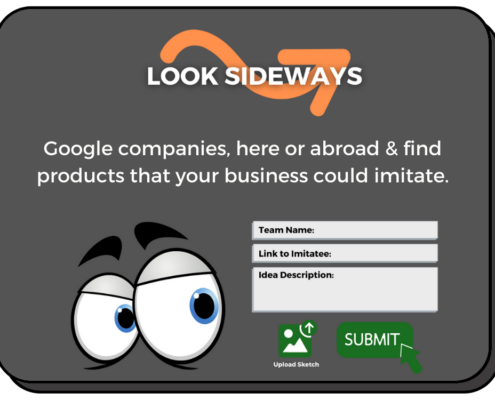 LOOK SIDEWAYS
Google companies, here or abroad & find
products that your business could imitate.
Team Name:
Link to Imitatee:
Idea Description:
Upload Sketch
SUBMIT